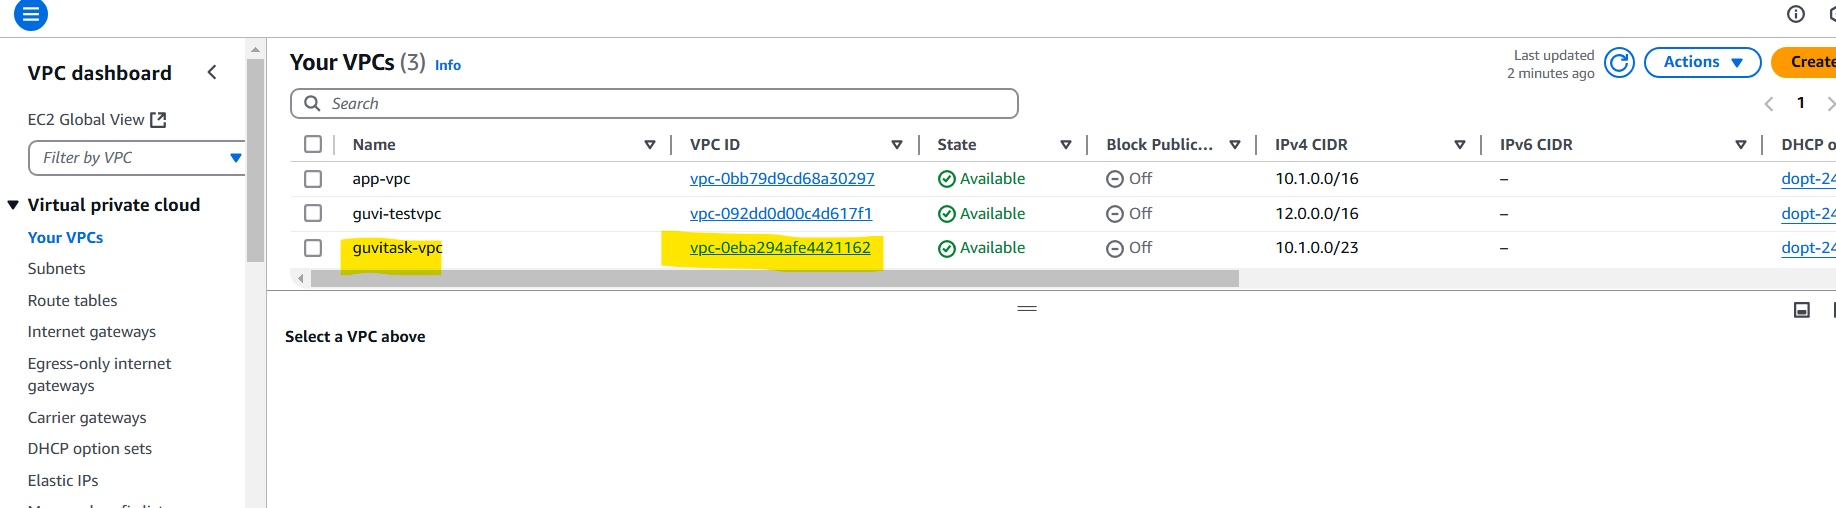 VPC dashboard
EC2 Global View
Filter by VPC
Virtual private cloud
Your VPCs
Subnets
Route tables
Internet gateways
Egress-only internet
gateways
Carrier gateways
DHCP option sets
Elastic IPs
Your VPCs (3) Info
Last updated
2 minutes ago
Actions
Create
Search
1
Name VPC ID State Block Public... IPv4 CIDR IPv6 CIDR DHCP o
app-vpc vpc-0bb79d9cd68a30297 Available Off 10.1.0.0/16 – dopt-24
guvi-testvpc vpc-092dd0d00c4d617f1 Available Off 12.0.0.0/16 – dopt-24
guvitask-vpc vpc-0eba294afe4421162 Available Off 10.1.0.0/23 – dopt-24
Select a VPC above